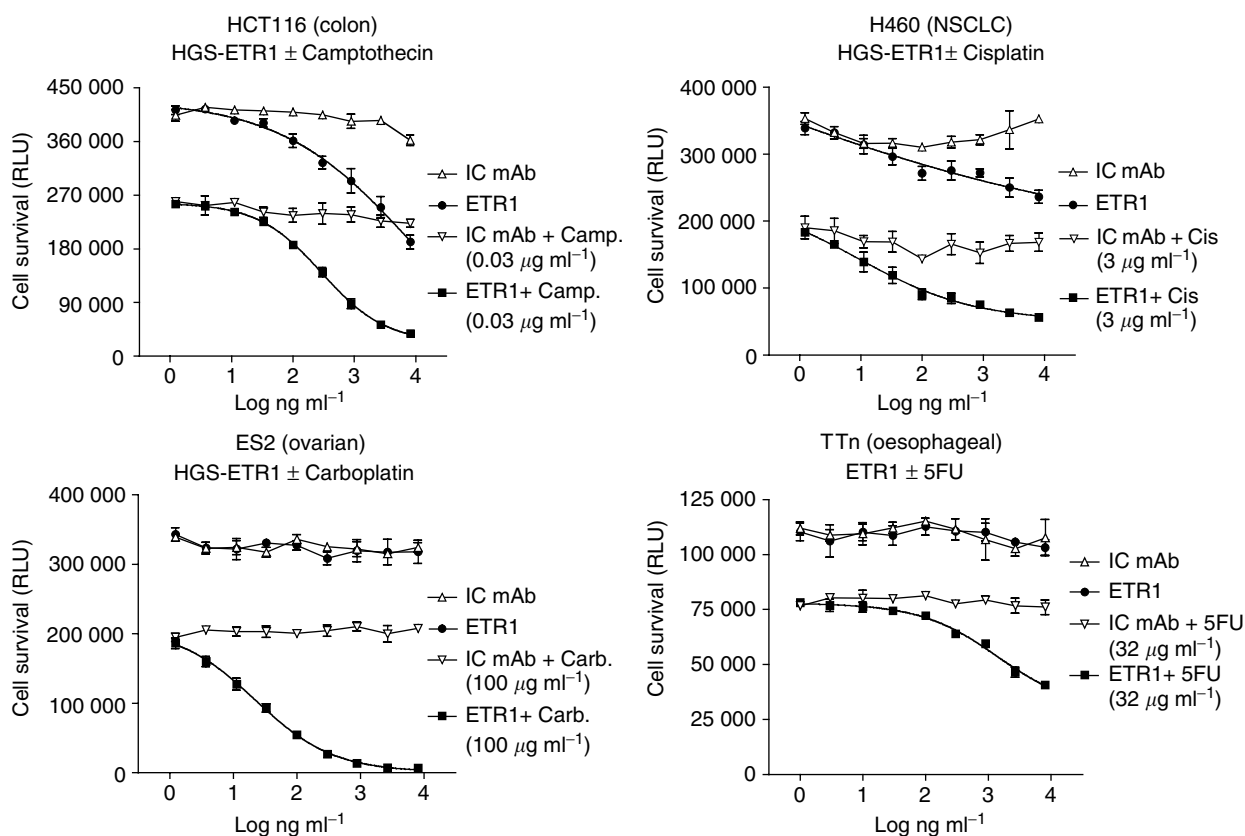 HCT116 (colon)
HGS-ETR1 ± Camptothecin
Cell survival (RLU)
450 000
360 000
270 000
180 000
90 000
0
0 1 2 3 4
Log ng ml⁻¹
IC mAb
ETR1
IC mAb + Camp.
(0.03 µg ml⁻¹)
ETR1+ Camp.
(0.03 µg ml⁻¹)
H460 (NSCLC)
HGS-ETR1± Cisplatin
Cell survival (RLU)
400 000
300 000
200 000
100 000
0
0 1 2 3 4
Log ng ml⁻¹
IC mAb
ETR1
IC mAb + Cis
(3 µg ml⁻¹)
ETR1+ Cis
(3 µg ml⁻¹)
ES2 (ovarian)
HGS-ETR1 ± Carboplatin
Cell survival (RLU)
400 000
300 000
200 000
100 000
0
0 1 2 3 4
Log ng ml⁻¹
IC mAb
ETR1
IC mAb + Carb.
(100 µg ml⁻¹)
ETR1+ Carb.
(100 µg ml⁻¹)
TTn (oesophageal)
ETR1 ± 5FU
Cell survival (RLU)
125 000
100 000
75 000
50 000
25 000
0
0 1 2 3 4
Log ng ml⁻¹
IC mAb
ETR1
IC mAb + 5FU
(32 µg ml⁻¹)
ETR1+ 5FU
(32 µg ml⁻¹)